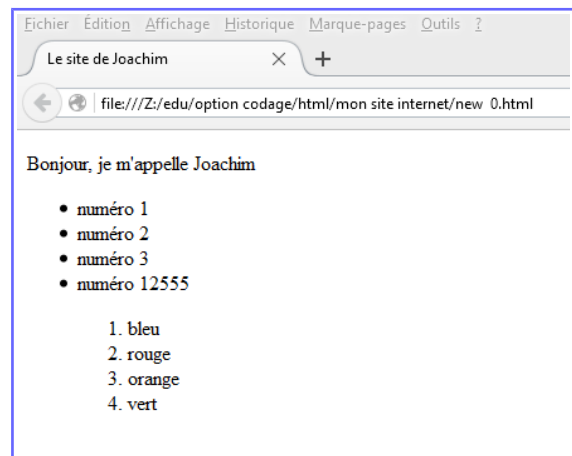 Fichier Édition Affichage Historique Marque-pages Outils ?
Le site de Joachim
file:///Z:/edu/option codage/html/mon site internet/new 0.html
Bonjour, je m'appelle Joachim
• numéro 1
• numéro 2
• numéro 3
• numéro 12555
1. bleu
2. rouge
3. orange
4. vert